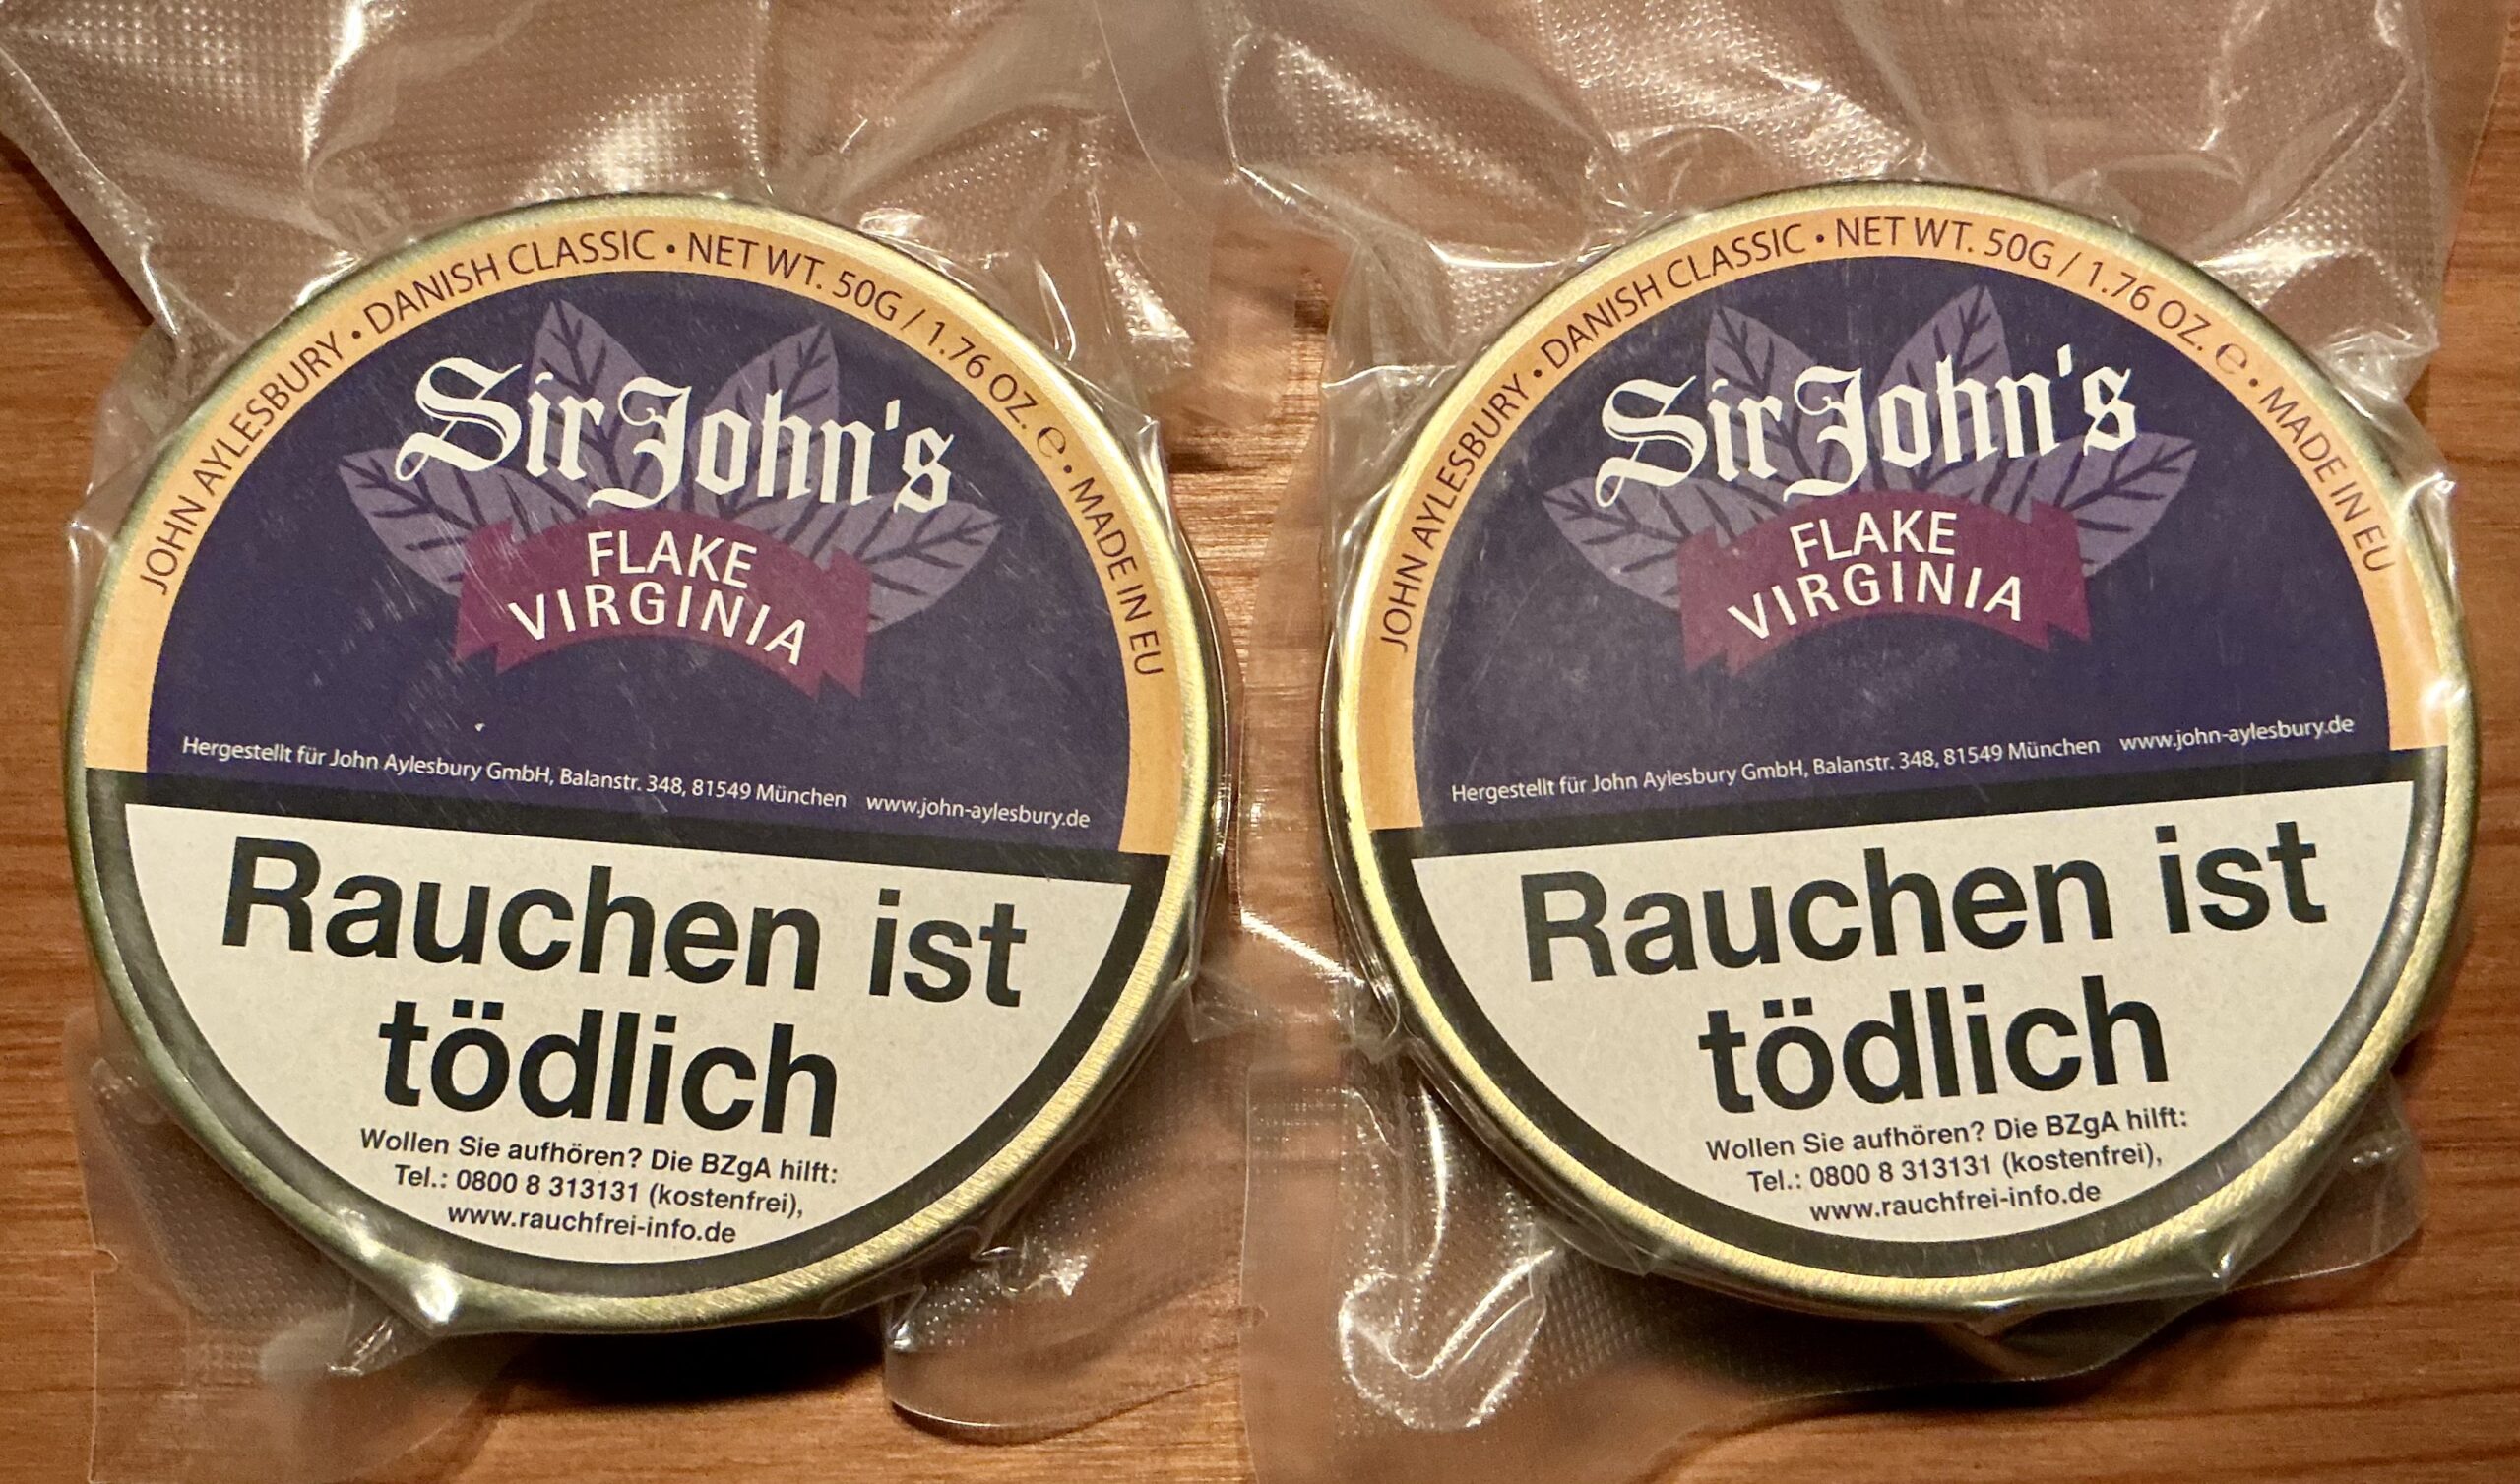 JOHN AYLESBURY • DANISH CLASSIC • NET WT. 50G / 1.76 OZ. ℮ • MADE IN EU
Sir John's
FLAKE
VIRGINIA
Hergestellt für John Aylesbury GmbH, Balanstr. 348, 81549 München www.john-aylesbury.de
Rauchen ist
tödlich
Wollen Sie aufhören? Die BZgA hilft:
Tel.: 0800 8 313131 (kostenfrei),
www.rauchfrei-info.de
JOHN AYLESBURY • DANISH CLASSIC • NET WT. 50G / 1.76 OZ. ℮ • MADE IN EU
Sir John's
FLAKE
VIRGINIA
Hergestellt für John Aylesbury GmbH, Balanstr. 348, 81549 München www.john-aylesbury.de
Rauchen ist
tödlich
Wollen Sie aufhören? Die BZgA hilft:
Tel.: 0800 8 313131 (kostenfrei),
www.rauchfrei-info.de